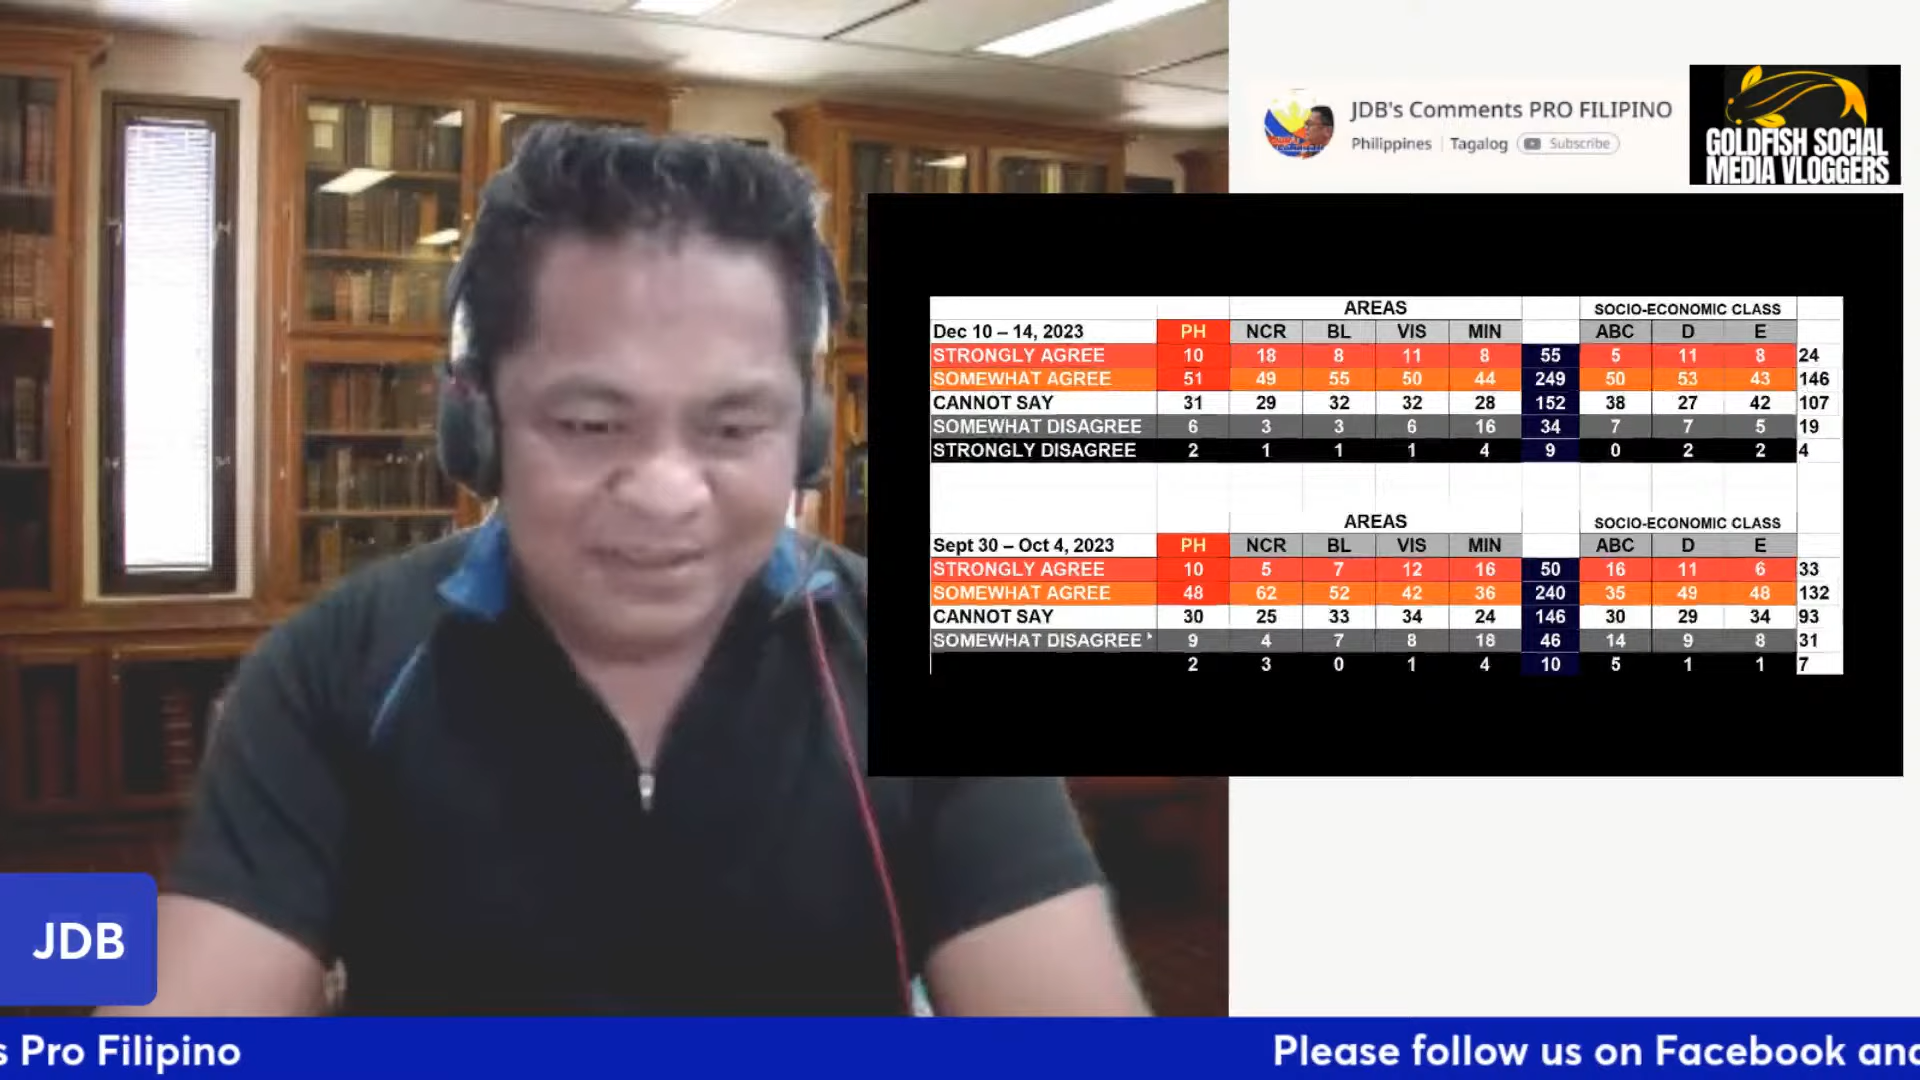 JDB's Comments PRO FILIPINO
Philippines Tagalog Subscribe
GOLDFISH SOCIAL
MEDIA VLOGGERS
AREAS SOCIO-ECONOMIC CLASS
Dec 10 – 14, 2023 PH NCR BL VIS MIN ABC D E
STRONGLY AGREE 10 18 8 11 8 55 5 11 8 24
SOMEWHAT AGREE 51 49 55 50 44 249 50 53 43 146
CANNOT SAY 31 29 32 32 28 152 38 27 42 107
SOMEWHAT DISAGREE 6 3 3 6 16 34 7 7 5 19
STRONGLY DISAGREE 2 1 1 1 4 9 0 2 2 4
AREAS SOCIO-ECONOMIC CLASS
Sept 30 – Oct 4, 2023 PH NCR BL VIS MIN ABC D E
STRONGLY AGREE 10 5 7 12 16 50 16 11 6 33
SOMEWHAT AGREE 48 62 52 42 36 240 35 49 48 132
CANNOT SAY 30 25 33 34 24 146 30 29 34 93
SOMEWHAT DISAGREE 9 4 7 8 18 46 14 9 8 31
2 3 0 1 4 10 5 1 1 7
JDB
s Pro Filipino
Please follow us on Facebook and